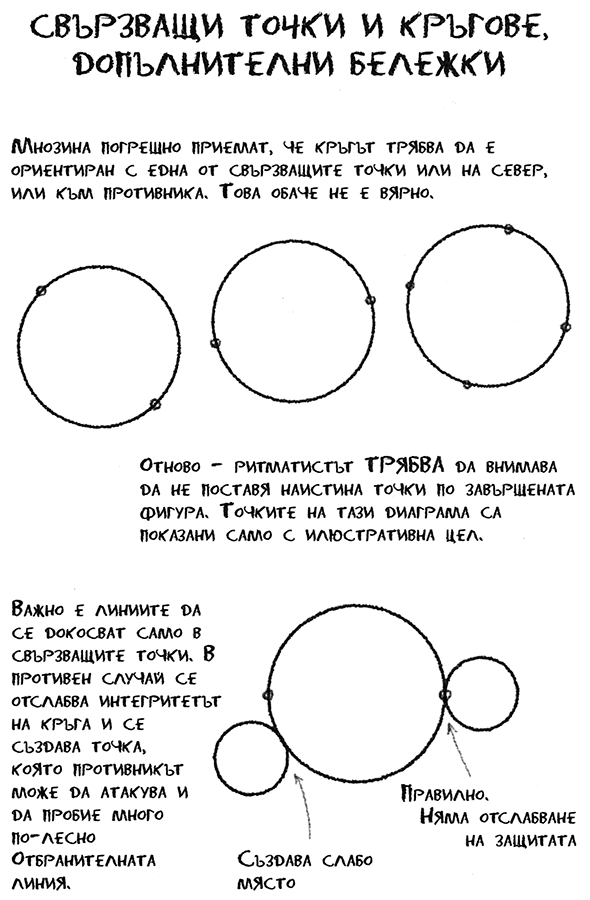 Свързващи точки и кръгове,
допълнителни бележки
Мнозина погрешно приемат, че кръгът трябва да е
ориентиран с една от свързващите точки или на север,
или към противника. Това обаче не е вярно.
Отново – ритматистът ТРЯБВА да внимава
да не поставя наистина точки по завършената
фигура. Точките на тази диаграма са
показани само с илюстративна цел.
Важно е линиите да
се докосват само в
свързващите точки. В
противен случай се
отслабва интегритетът
на кръга и се
създава точка,
която противникът
може да атакува и
да пробие много
по-лесно
Отбранителната
линия.
Създава слабо
място
Правилно.
Няма отслабване
на защитата